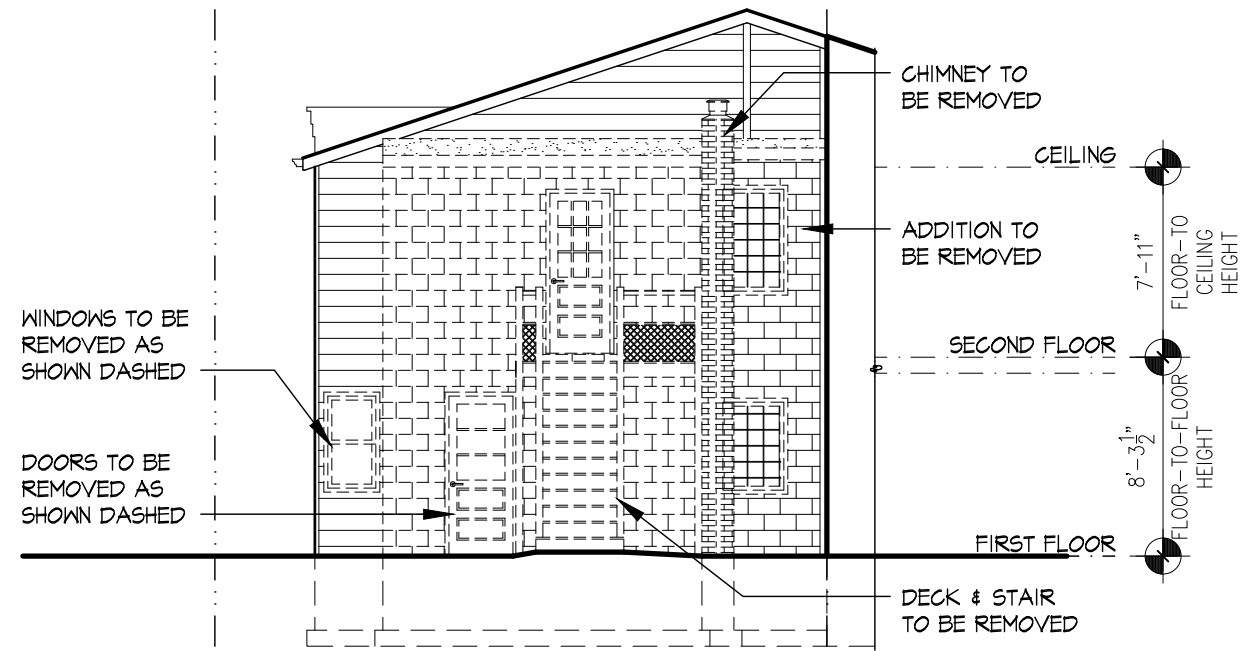 CHIMNEY TO
BE REMOVED
CEILING
ADDITION TO
BE REMOVED
7'-11"
FLOOR-TO
CEILING
HEIGHT
WINDOWS TO BE
REMOVED AS
SHOWN DASHED
SECOND FLOOR
DOORS TO BE
REMOVED AS
SHOWN DASHED
8'-3 1/2"
FLOOR-TO-FLOOR
HEIGHT
FIRST FLOOR
DECK & STAIR
TO BE REMOVED